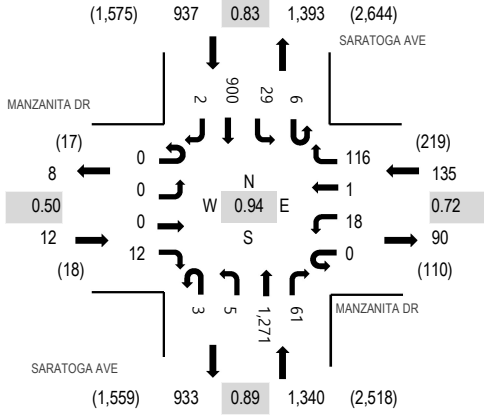 (1,575) 937 0.83 1,393 (2,644)
SARATOGA AVE
2 900 29 6
MANZANITA DR
(17) 0 116 (219)
8 135
0 N 1
0.50 W 0.94 E 0.72
0 S 18
12 90
12 0
(18) (110)
3 5 1,271 61
MANZANITA DR
SARATOGA AVE
(1,559) 933 0.89 1,340 (2,518)